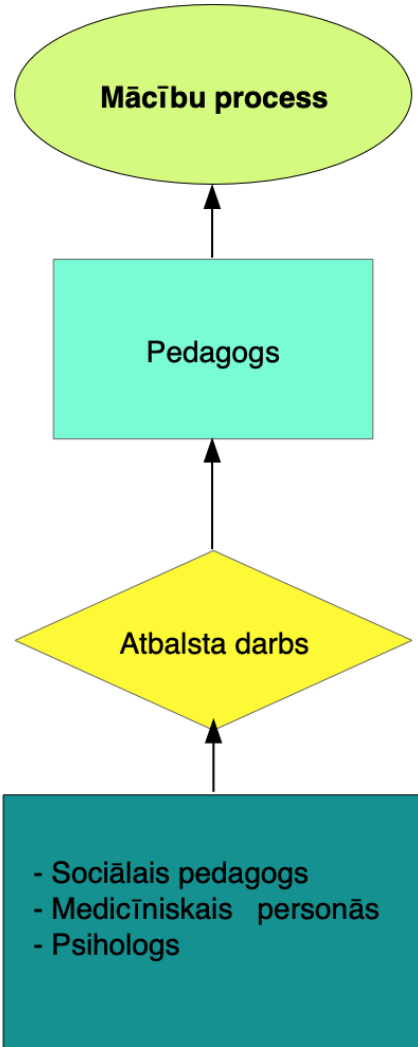 Mācību process
Pedagogs
Atbalsta darbs
- Sociālais pedagogs
- Medicīniskais personās
- Psihologs